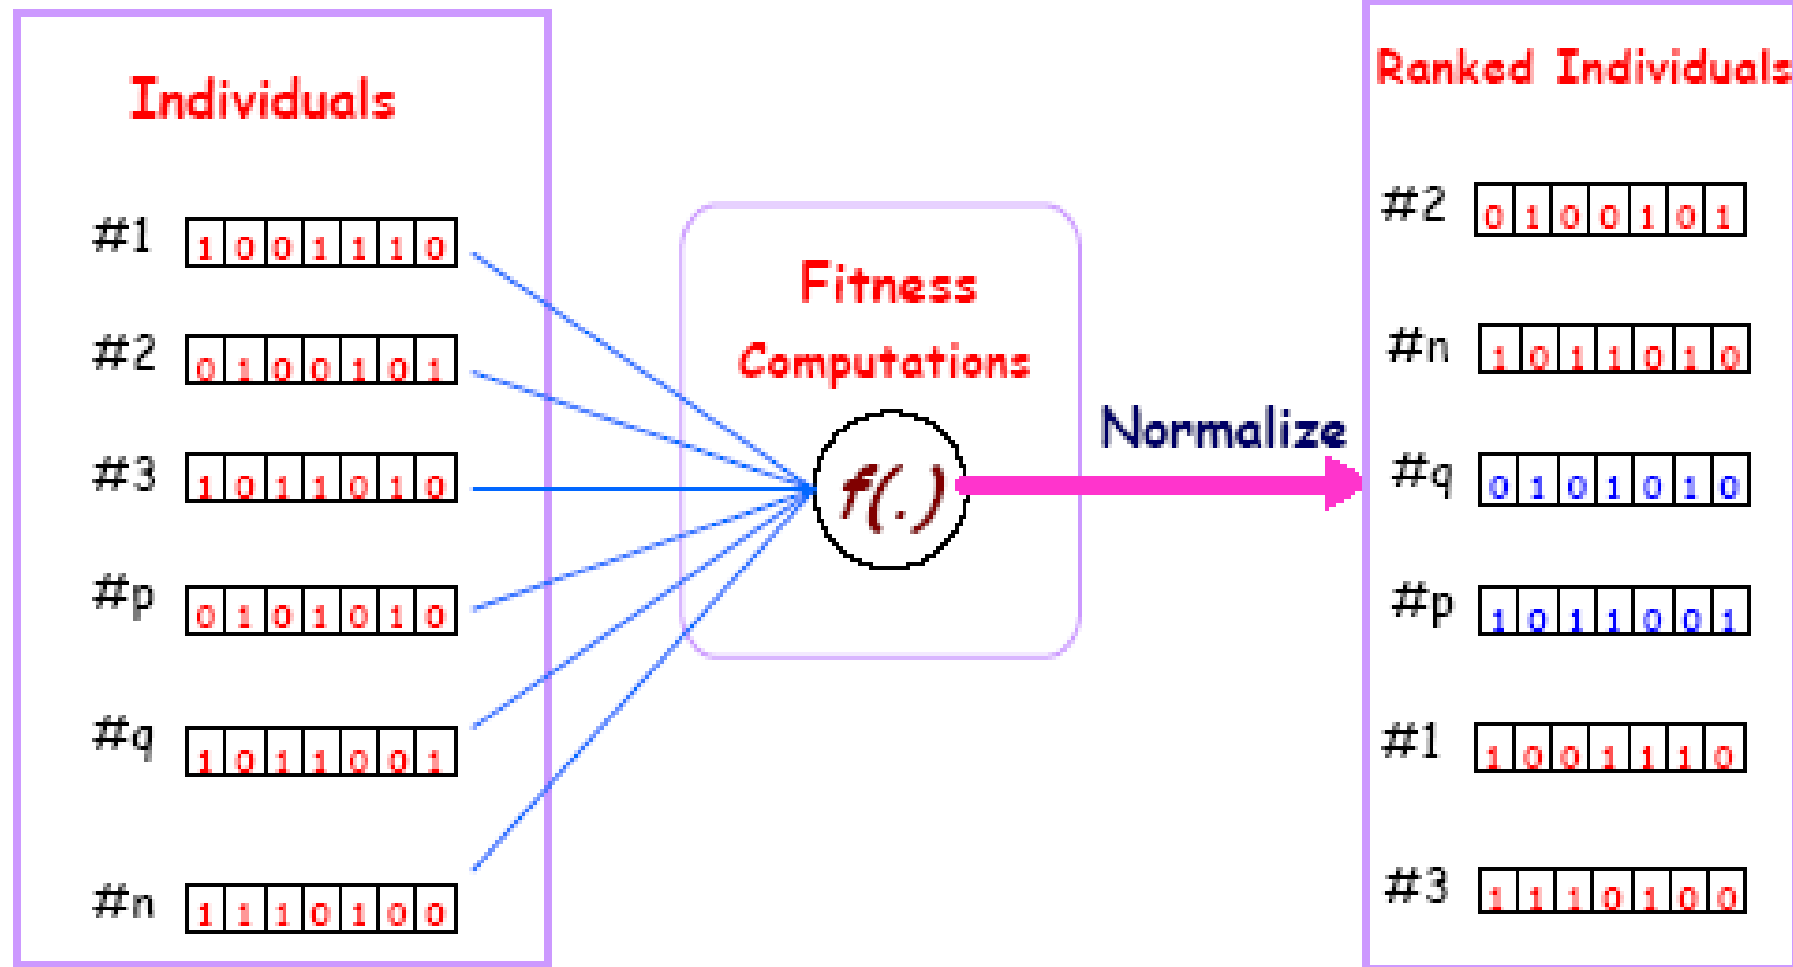 Individuals
#1 1 0 0 1 1 1 0
#2 0 1 0 0 1 0 1
#3 1 0 1 1 0 1 0
#p 0 1 0 1 0 1 0
#q 1 0 1 1 0 0 1
#n 1 1 1 0 1 0 0
Fitness
Computations
f(.)
Normalize
Ranked Individuals
#2 0 1 0 0 1 0 1
#n 1 0 1 1 0 1 0
#q 0 1 0 1 0 1 0
#p 1 0 1 1 0 0 1
#1 1 0 0 1 1 1 0
#3 1 1 1 0 1 0 0